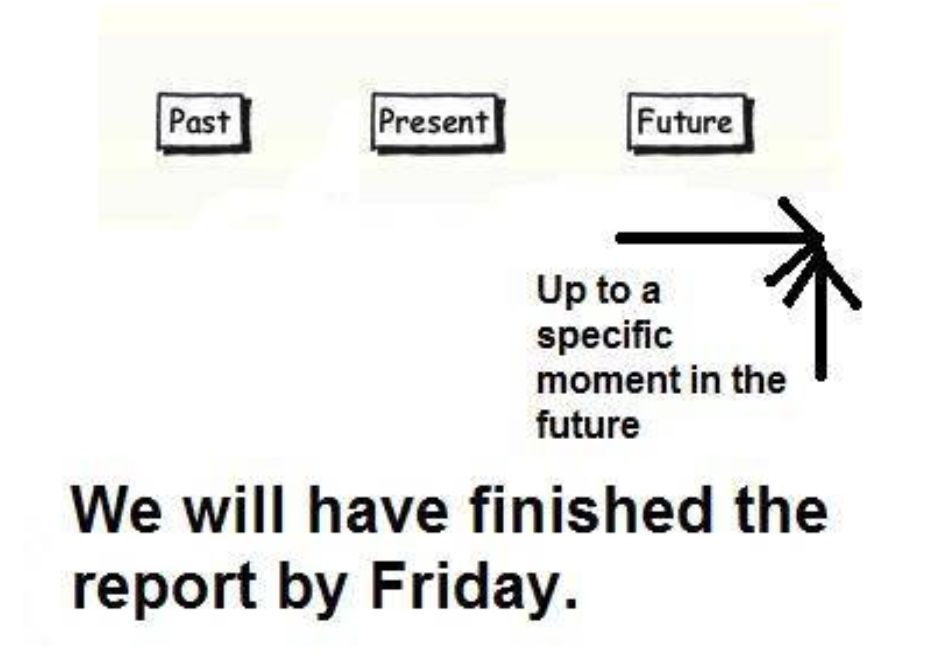 Past Present Future
Up to a
specific
moment in the
future
We will have finished the
report by Friday.